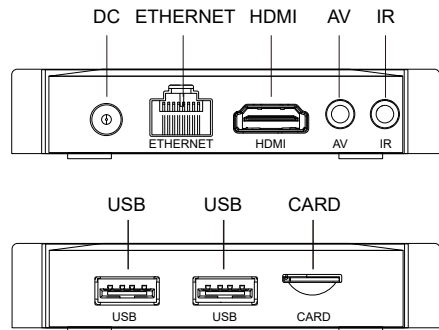 DC ETHERNET HDMI AV IR
ETHERNET HDMI AV IR
USB USB CARD
USB USB CARD